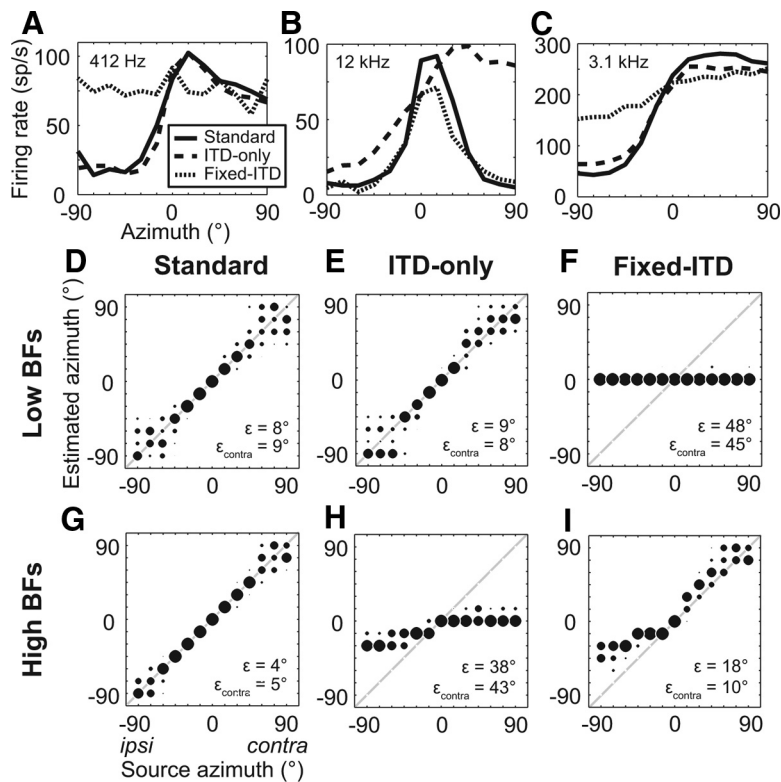 A B C
412 Hz 12 kHz 3.1 kHz
Firing rate (sp/s)
100 50 0
100 50 0
300 200 100 0
Standard
ITD-only
Fixed-ITD
-90 0 90 -90 0 90 -90 0 90
Azimuth (°)
D Standard E ITD-only F Fixed-ITD
Low BFs
Estimated azimuth (°)
90 0 -90
90 0 -90
90 0 -90
ε = 8° ε = 9° ε = 48°
εcontra = 9° εcontra = 8° εcontra = 45°
-90 0 90 -90 0 90 -90 0 90
G H I
High BFs
90 0 -90
90 0 -90
90 0 -90
ε = 4° ε = 38° ε = 18°
εcontra = 5° εcontra = 43° εcontra = 10°
-90 0 90 -90 0 90 -90 0 90
ipsi contra
Source azimuth (°)